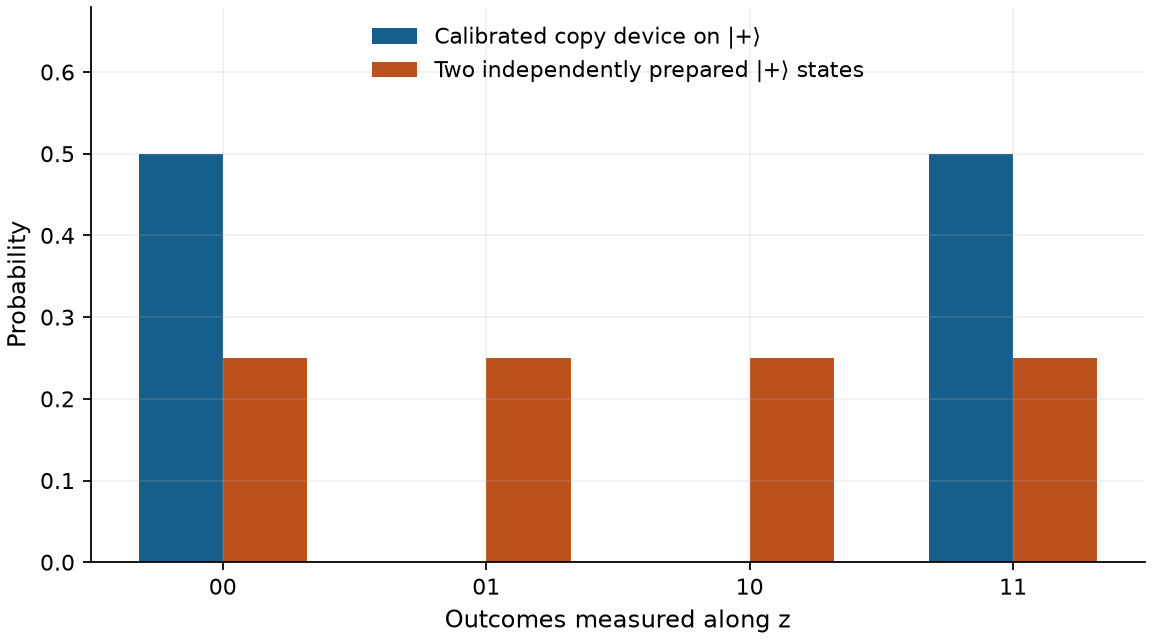 Calibrated copy device on |+⟩
Two independently prepared |+⟩ states
Probability
0.6
0.5
0.4
0.3
0.2
0.1
0.0
00
01
10
11
Outcomes measured along z